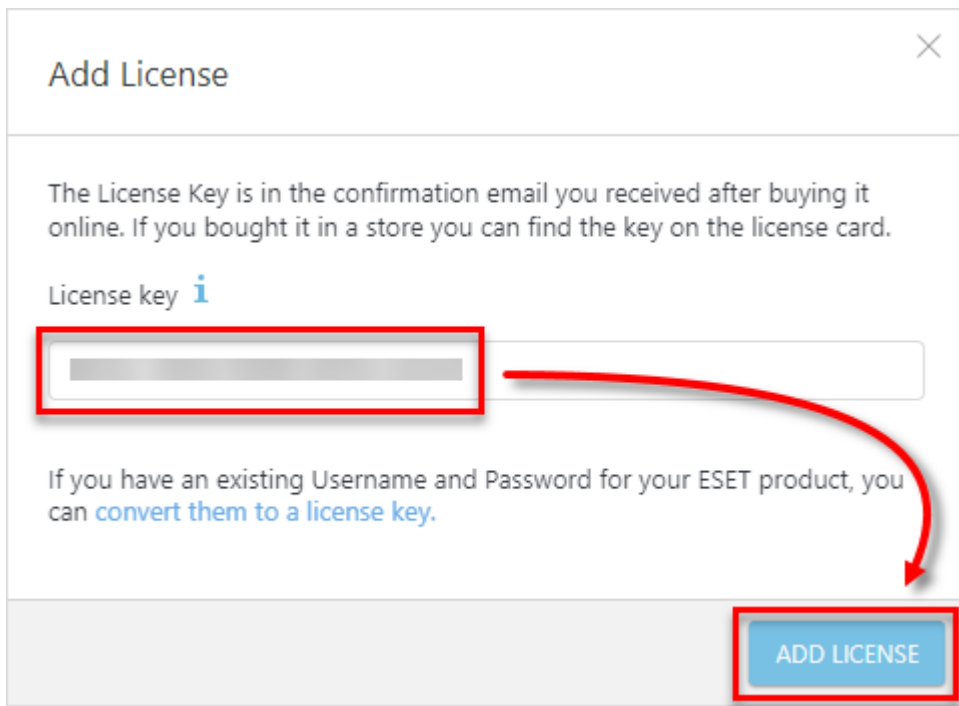 Add License
The License Key is in the confirmation email you received after buying it
online. If you bought it in a store you can find the key on the license card.
License key i
If you have an existing Username and Password for your ESET product, you
can convert them to a license key.
ADD LICENSE